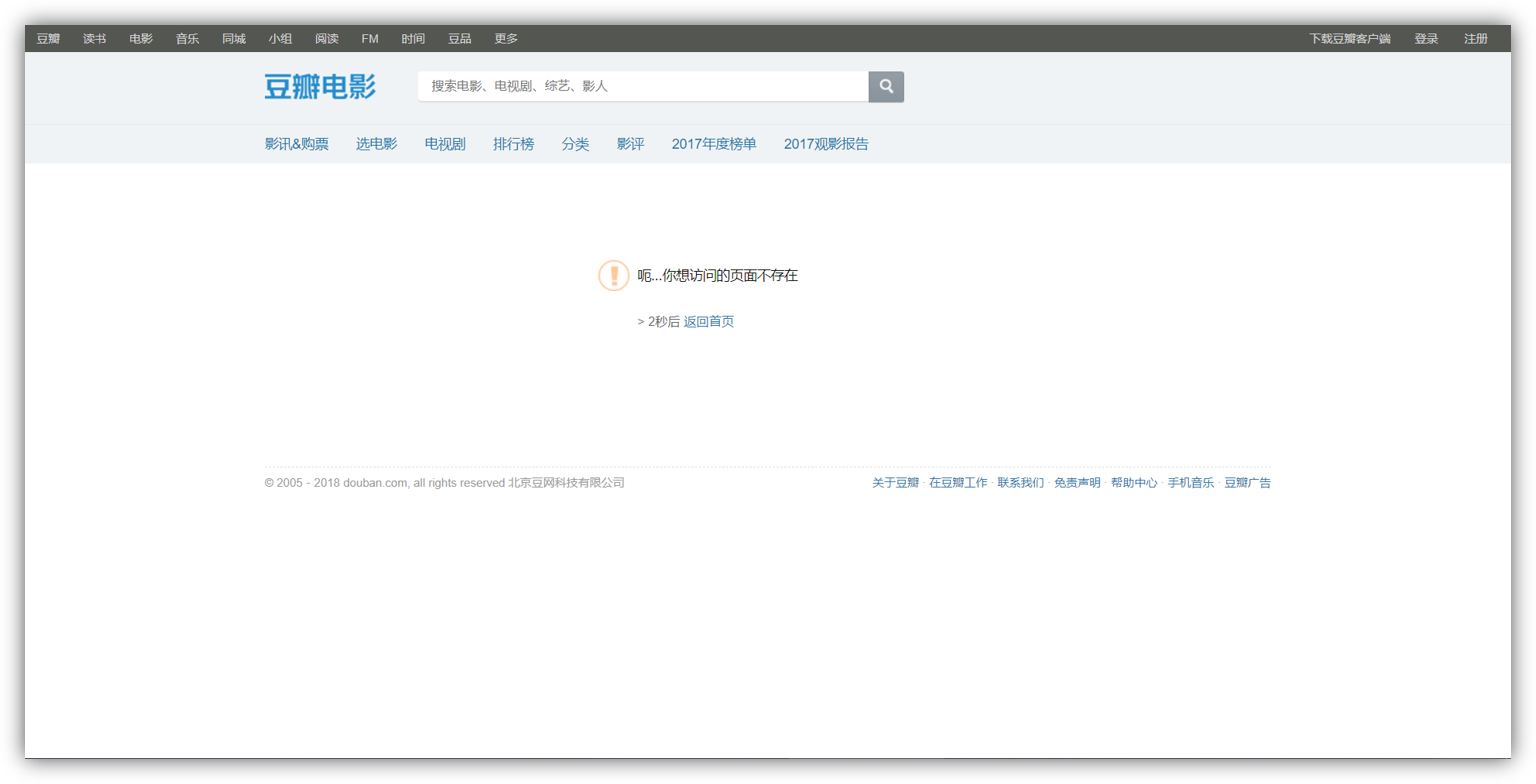 豆瓣 读书 电影 音乐 同城 小组 阅读 FM 时间 豆品 更多 下载豆瓣客户端 登录 注册
豆瓣电影 搜索电影、电视剧、综艺、影人
影讯&购票 选电影 电视剧 排行榜 分类 影评 2017年度榜单 2017观影报告
呃...你想访问的页面不存在
> 2秒后 返回首页
© 2005 - 2018 douban.com, all rights reserved 北京豆网科技有限公司 关于豆瓣 · 在豆瓣工作 · 联系我们 · 免责声明 · 帮助中心 · 手机音乐 · 豆瓣广告